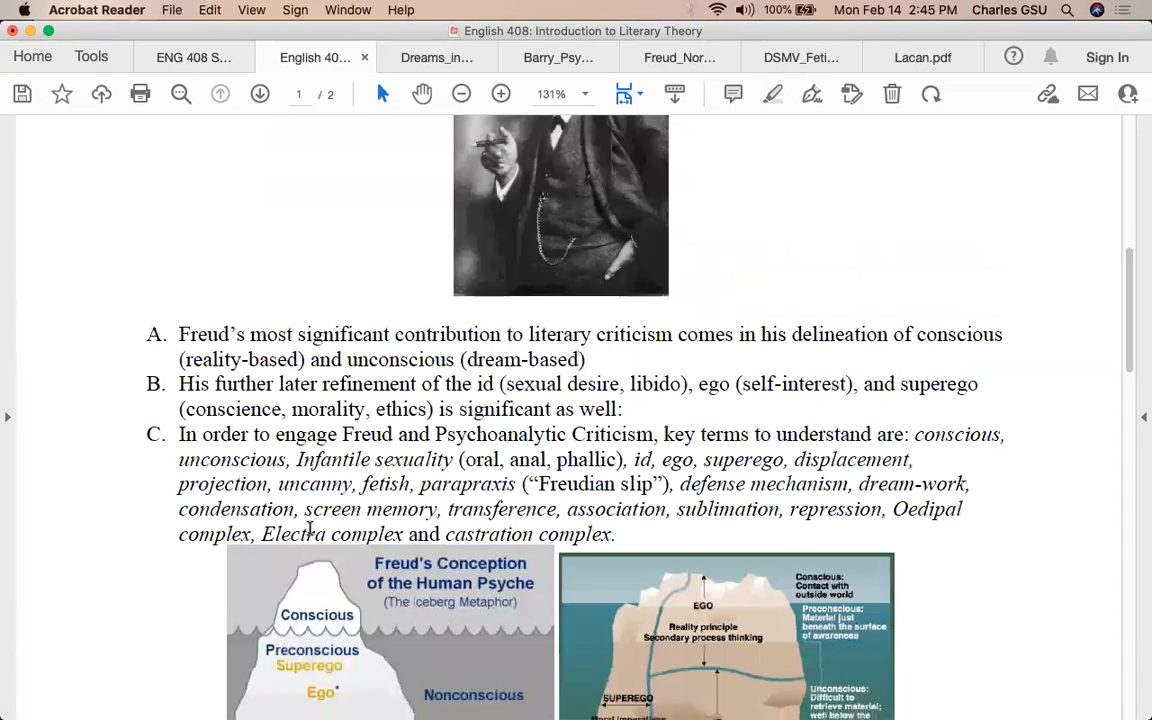 Acrobat Reader File Edit View Sign Window Help 100% Mon Feb 14 2:45 PM Charles GSU
English 408: Introduction to Literary Theory
Home Tools ENG 408 S... English 40... × Dreams_in... Barry_Psy... Freud_Nor... DSMV_Feti... Lacan.pdf ? Sign In
1 / 2 131%
A. Freud’s most significant contribution to literary criticism comes in his delineation of conscious
(reality-based) and unconscious (dream-based)
B. His further later refinement of the id (sexual desire, libido), ego (self-interest), and superego
(conscience, morality, ethics) is significant as well:
C. In order to engage Freud and Psychoanalytic Criticism, key terms to understand are: conscious,
unconscious, Infantile sexuality (oral, anal, phallic), id, ego, superego, displacement,
projection, uncanny, fetish, parapraxis (“Freudian slip”), defense mechanism, dream-work,
condensation, screen memory, transference, association, sublimation, repression, Oedipal
complex, Electra complex and castration complex.
Freud's Conception
of the Human Psyche
(The Iceberg Metaphor)
Conscious
Preconscious
Superego
Ego*
Nonconscious
EGO
Reality principle
Secondary process thinking
SUPEREGO
Moral imperatives
Conscious:
Contact with
outside world
Preconscious:
Material just
beneath the surface
of awareness
Unconscious:
Difficult to
retrieve material;
well below the